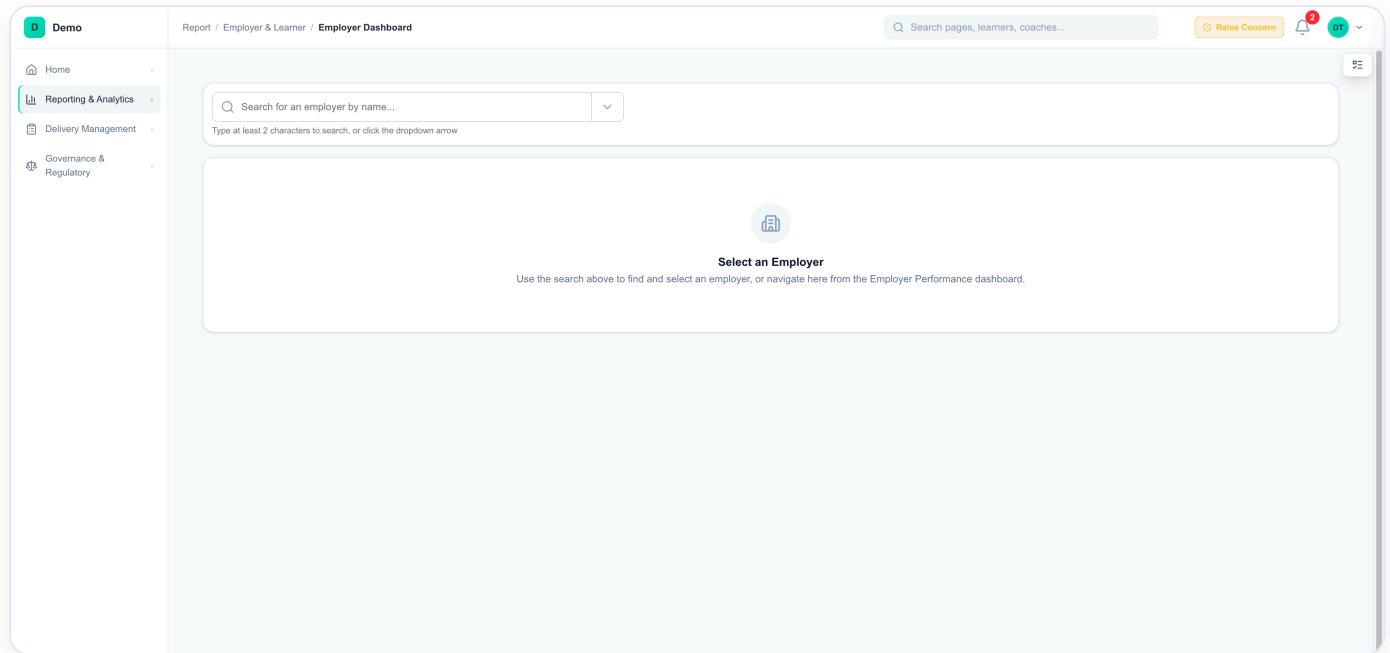 D Demo
Report / Employer & Learner / Employer Dashboard
Search pages, learners, coaches...
Raise Concern
2
DT
Home
Reporting & Analytics
Delivery Management
Governance &
Regulatory
Search for an employer by name...
Type at least 2 characters to search, or click the dropdown arrow
Select an Employer
Use the search above to find and select an employer, or navigate here from the Employer Performance dashboard.